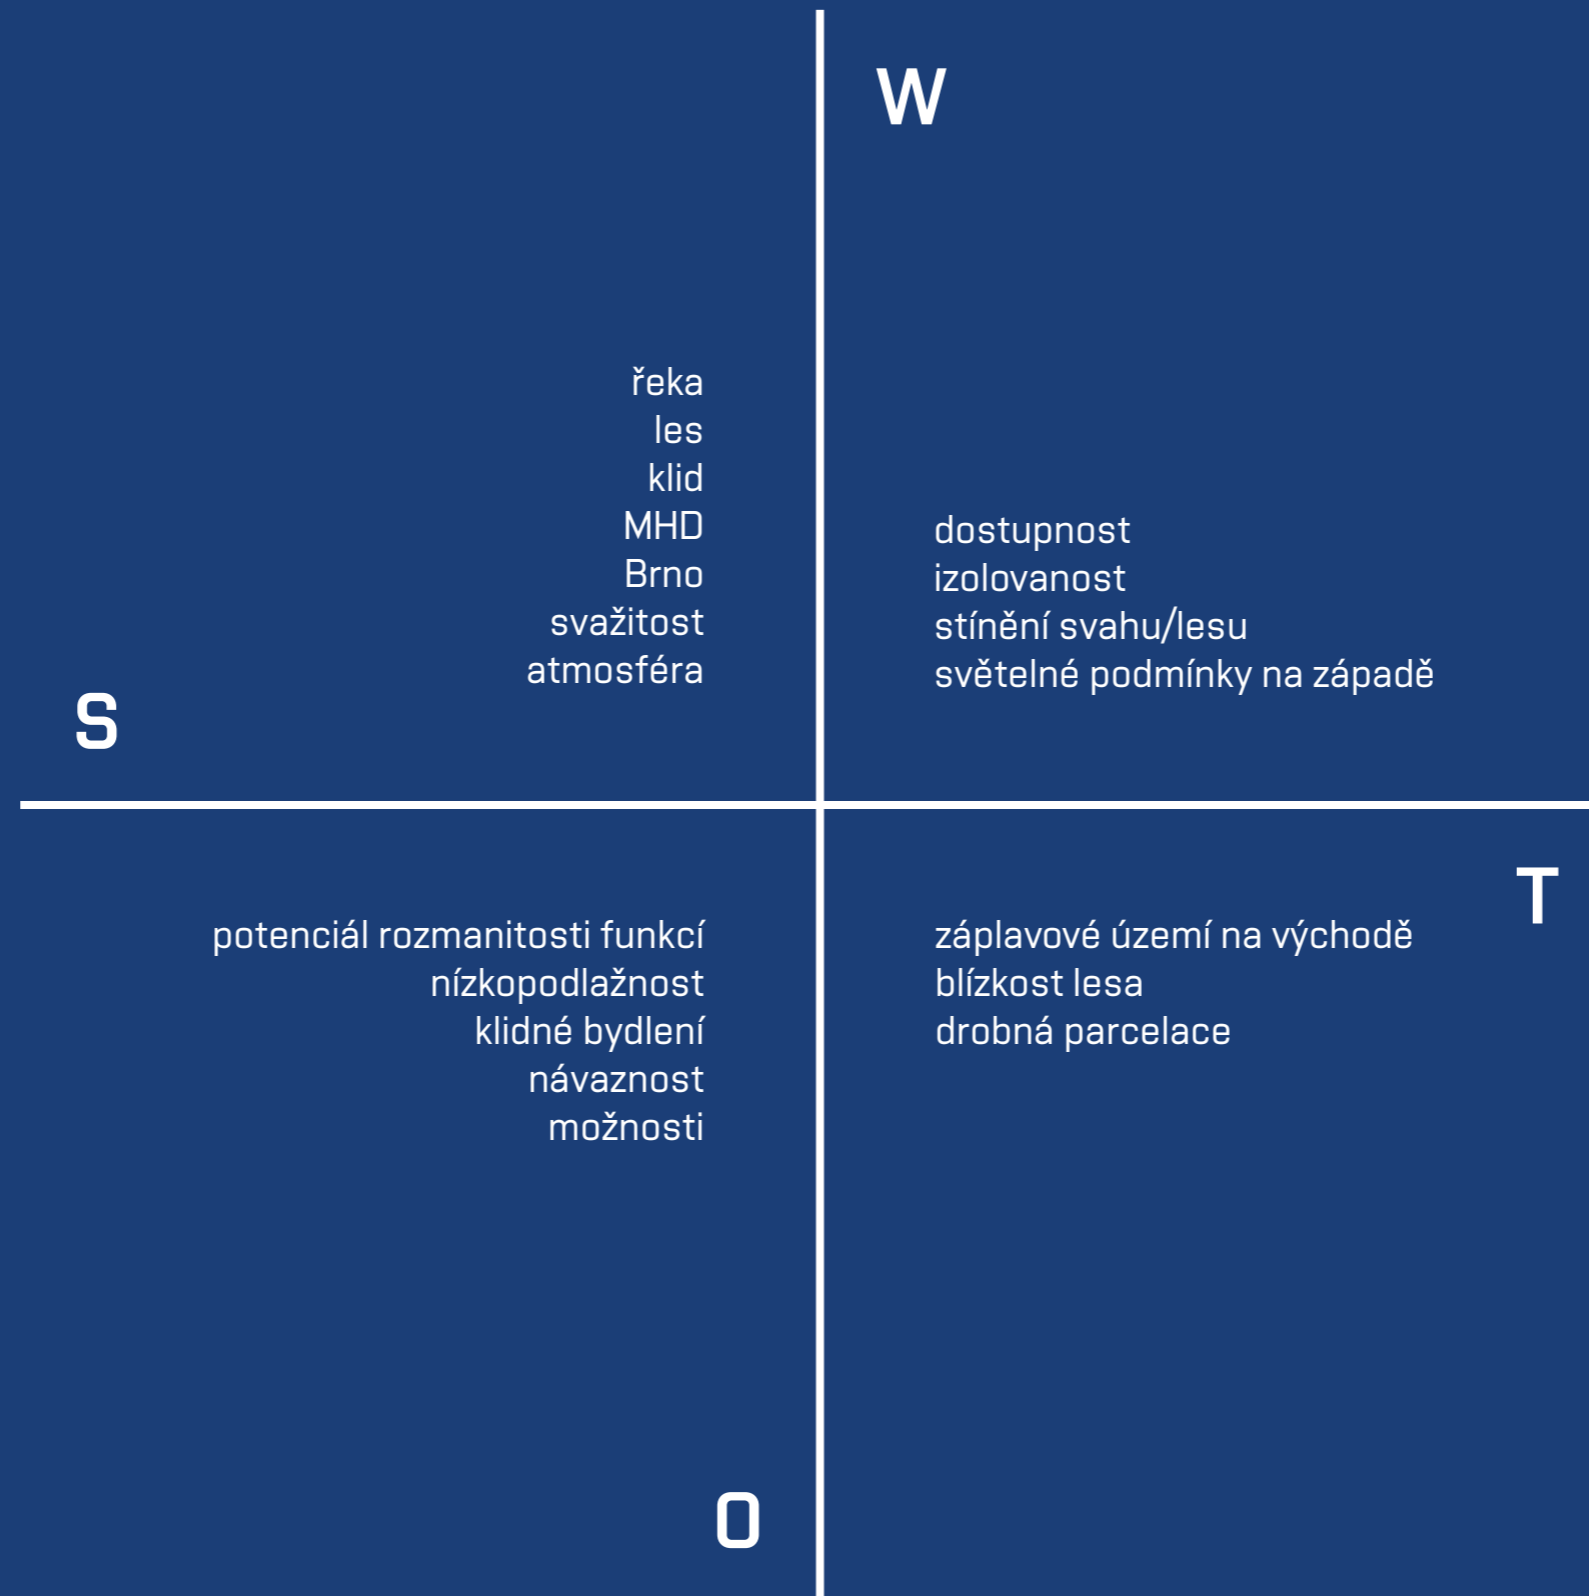 S
řeka
les
klid
MHD
Brno
svažitost
atmosféra
W
dostupnost
izolovanost
stínění svahu/lesu
světelné podmínky na západě
O
potenciál rozmanitosti funkcí
nízkopodlažnost
klidné bydlení
návaznost
možnosti
T
záplavové území na východě
blízkost lesa
drobná parcelace